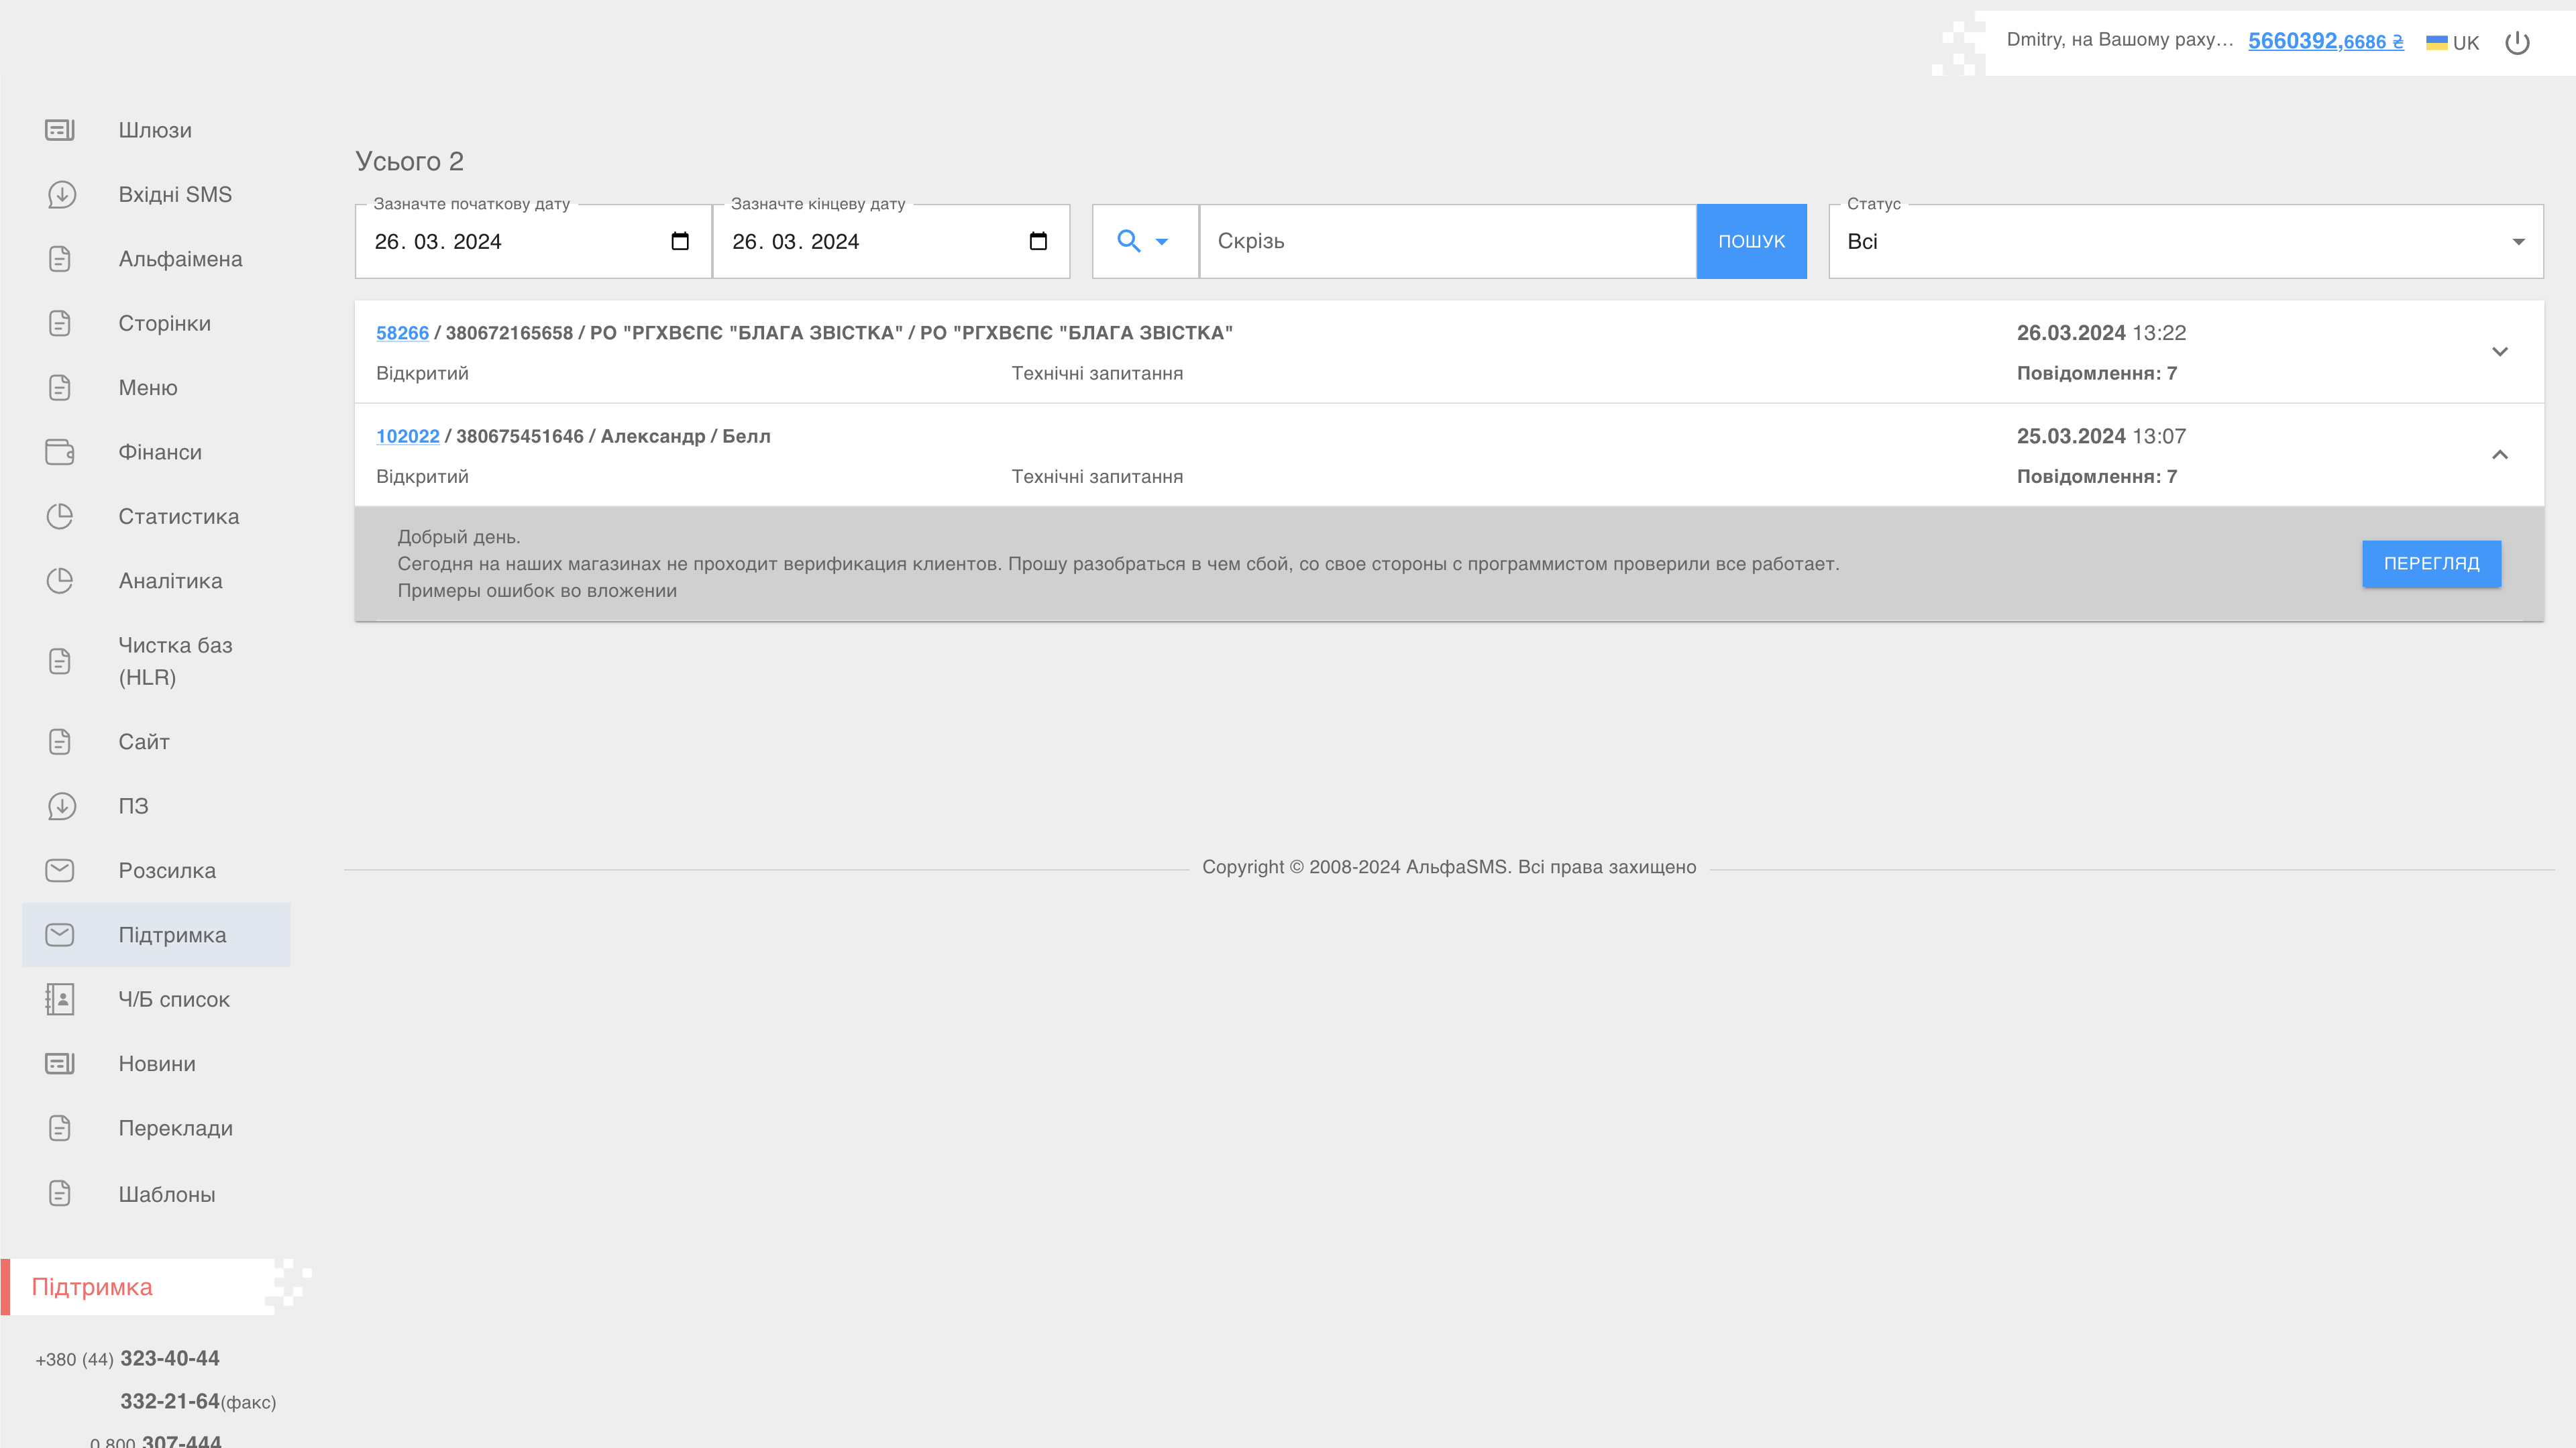 Dmitry, на Вашому раху... 5660392,6686 ₴ UK
Шлюзи
Вхідні SMS
Альфаімена
Сторінки
Меню
Фінанси
Статистика
Аналітика
Чистка баз
(HLR)
Сайт
ПЗ
Розсилка
Підтримка
Ч/Б список
Новини
Переклади
Шаблоны
Підтримка
+380 (44) 323-40-44
332-21-64(факс)
0 800 307-444
Усього 2
Зазначте початкову дату
26. 03. 2024
Зазначте кінцеву дату
26. 03. 2024
Скрізь
ПОШУК
Статус
Всі
58266 / 380672165658 / РО "РГХВЄПЄ "БЛАГА ЗВІСТКА" / РО "РГХВЄПЄ "БЛАГА ЗВІСТКА"
26.03.2024 13:22
Відкритий
Технічні запитання
Повідомлення: 7
102022 / 380675451646 / Александр / Белл
25.03.2024 13:07
Відкритий
Технічні запитання
Повідомлення: 7
Добрый день.
Сегодня на наших магазинах не проходит верификация клиентов. Прошу разобраться в чем сбой, со свое стороны с программистом проверили все работает.
Примеры ошибок во вложении
ПЕРЕГЛЯД
Copyright © 2008-2024 АльфаSMS. Всі права захищено